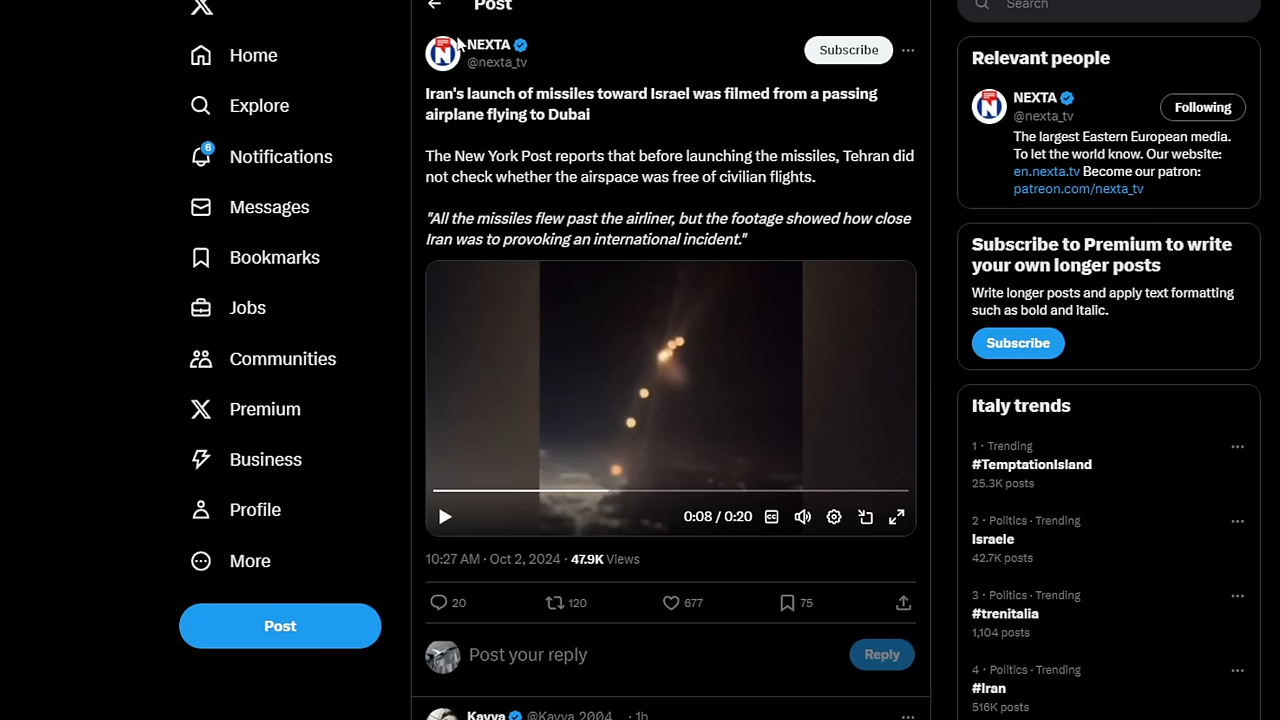 Post
Search
Home
Explore
6
Notifications
Messages
Bookmarks
Jobs
Communities
Premium
Business
Profile
More
Post
NEXTA
@nexta_tv
Subscribe
Iran's launch of missiles toward Israel was filmed from a passing
airplane flying to Dubai
The New York Post reports that before launching the missiles, Tehran did
not check whether the airspace was free of civilian flights.
"All the missiles flew past the airliner, but the footage showed how close
Iran was to provoking an international incident."
0:08 / 0:20
10:27 AM · Oct 2, 2024 · 47.9K Views
20
120
677
75
Post your reply
Reply
Kavya @Kavya_2004_ · 1h
Relevant people
NEXTA
@nexta_tv
Following
The largest Eastern European media.
To let the world know. Our website:
en.nexta.tv Become our patron:
patreon.com/nexta_tv
Subscribe to Premium to write
your own longer posts
Write longer posts and apply text formatting
such as bold and italic.
Subscribe
Italy trends
1 · Trending
#TemptationIsland
25.3K posts
2 · Politics · Trending
Israele
42.7K posts
3 · Politics · Trending
#trenitalia
1,104 posts
4 · Politics · Trending
#Iran
516K posts